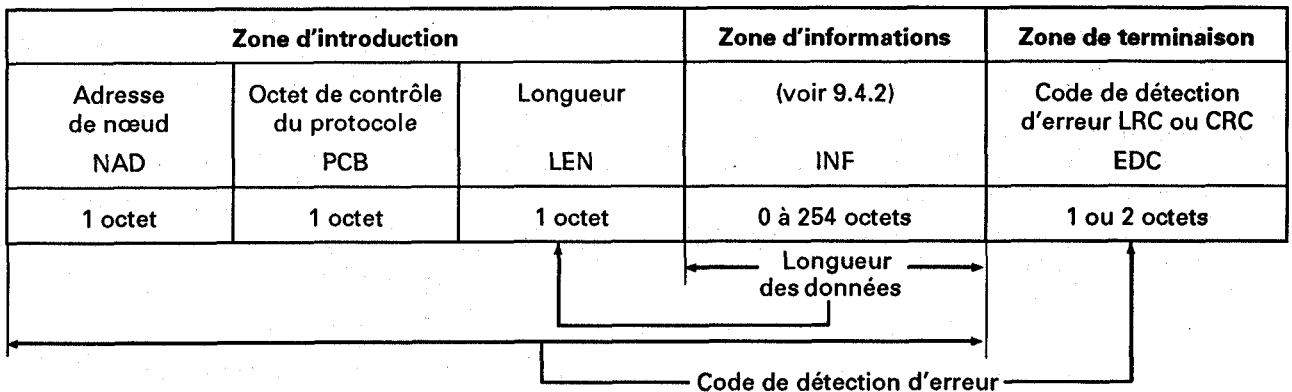 Zone d'introduction
Zone d'informations
Zone de terminaison
Adresse
de nœud
NAD
Octet de contrôle
du protocole
PCB
Longueur
LEN
(voir 9.4.2)
INF
Code de détection
d'erreur LRC ou CRC
EDC
1 octet
1 octet
1 octet
0 à 254 octets
1 ou 2 octets
Longueur
des données
Code de détection d'erreur